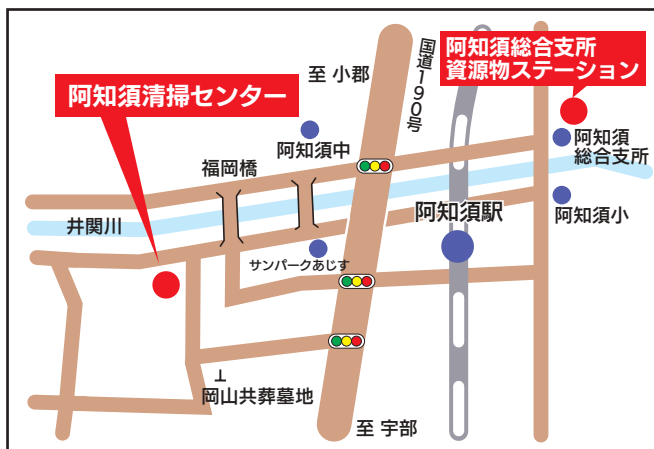 阿知須総合支所
資源物ステーション
国道190号
至 小郡
阿知須清掃センター
阿知須中
阿知須
総合支所
福岡橋
井関川
阿知須駅
阿知須小
サンパークあじす
岡山共葬墓地
至 宇部